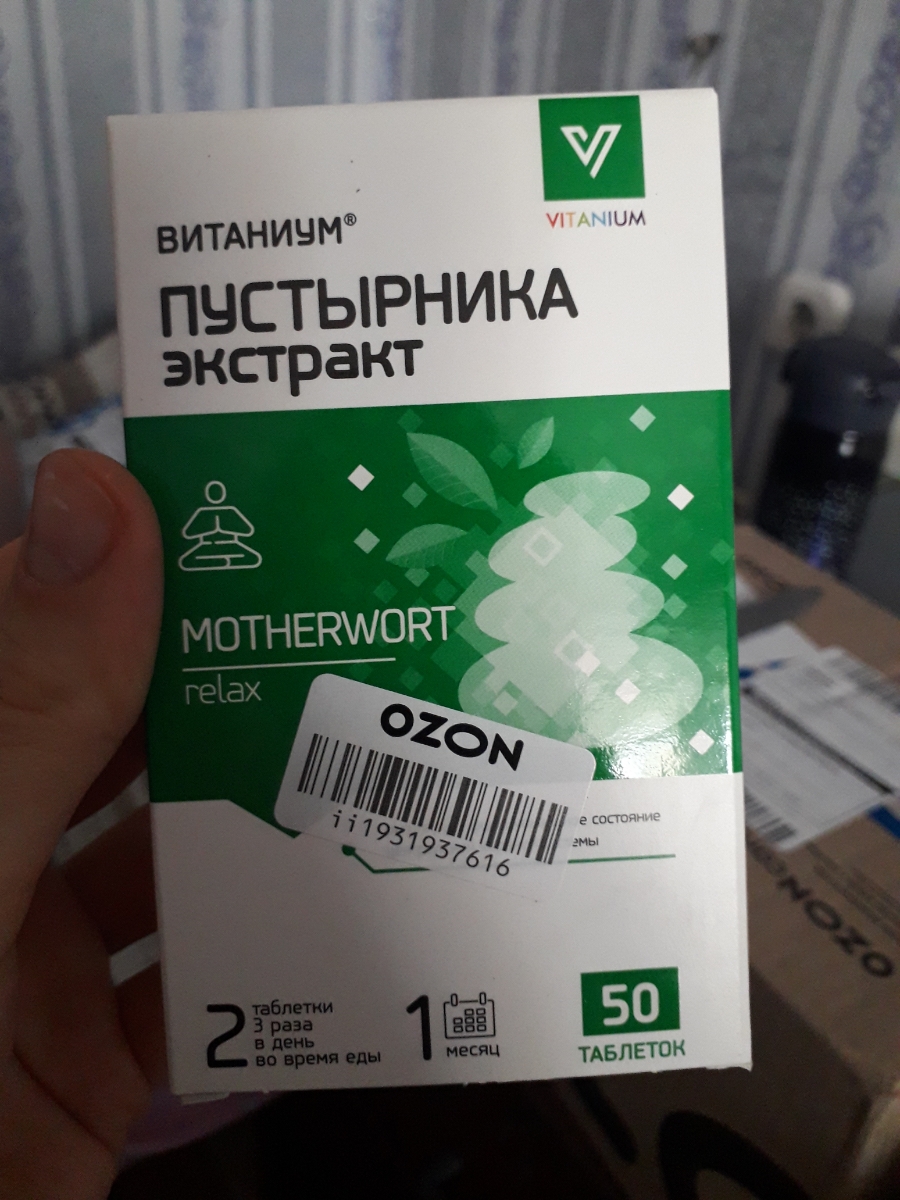 VITANIUM
ВИТАНИУМ®
ПУСТЫРНИКА
экстракт
MOTHERWORT
relax
OZON
ii1931937616
е состояние
емы
2 таблетки
3 раза
в день
во время еды
1 месяц
50
ТАБЛЕТОК
OZON